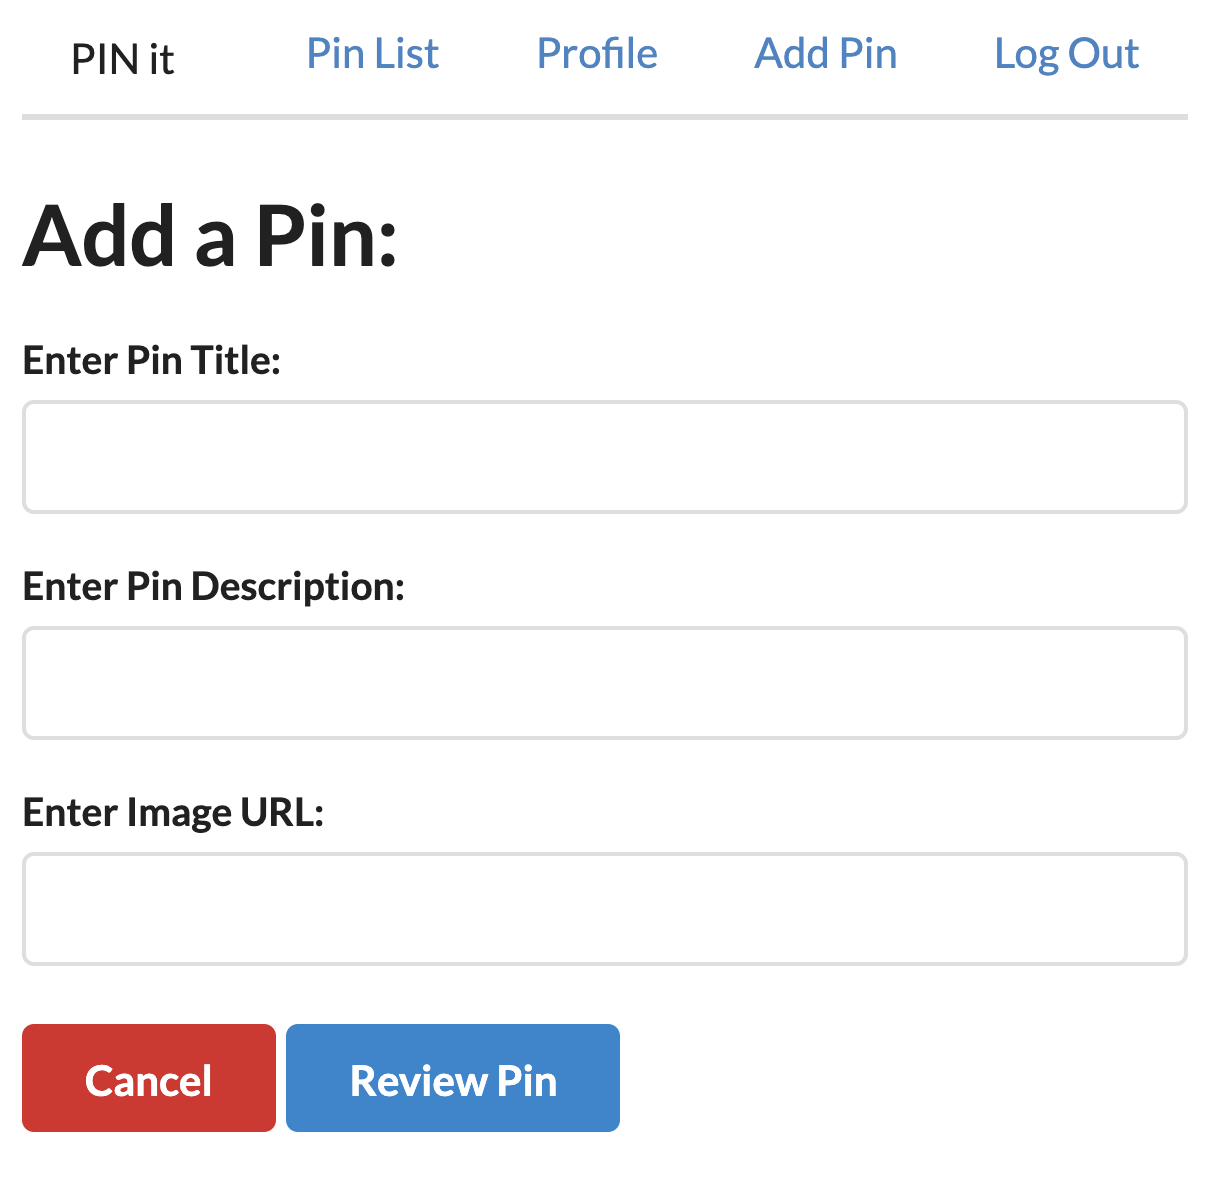 PIN it Pin List Profile Add Pin Log Out
Add a Pin:
Enter Pin Title:
Enter Pin Description:
Enter Image URL:
Cancel Review Pin